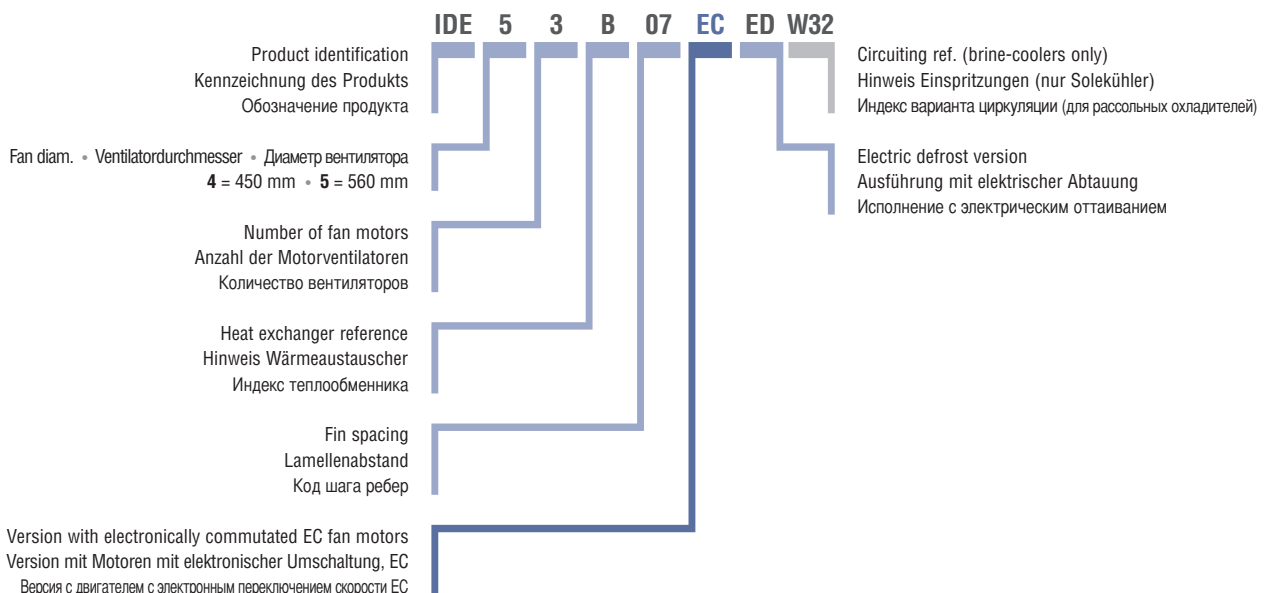 IDE 5 3 B 07 EC ED W32
Product identification
Kennzeichnung des Produkts
Обозначение продукта
Fan diam. • Ventilatordurchmesser • Диаметр вентилятора
4 = 450 mm • 5 = 560 mm
Number of fan motors
Anzahl der Motorventilatoren
Количество вентиляторов
Heat exchanger reference
Hinweis Wärmeaustauscher
Индекс теплообменника
Fin spacing
Lamellenabstand
Код шага ребер
Version with electronically commutated EC fan motors
Version mit Motoren mit elektronischer Umschaltung, EC
Версия с двигателем с электронным переключением скорости EC
Circuiting ref. (brine-coolers only)
Hinweis Einspritzungen (nur Solekühler)
Индекс варианта циркуляции (для рассольных охладителей)
Electric defrost version
Ausführung mit elektrischer Abtauung
Исполнение с электрическим оттаиванием